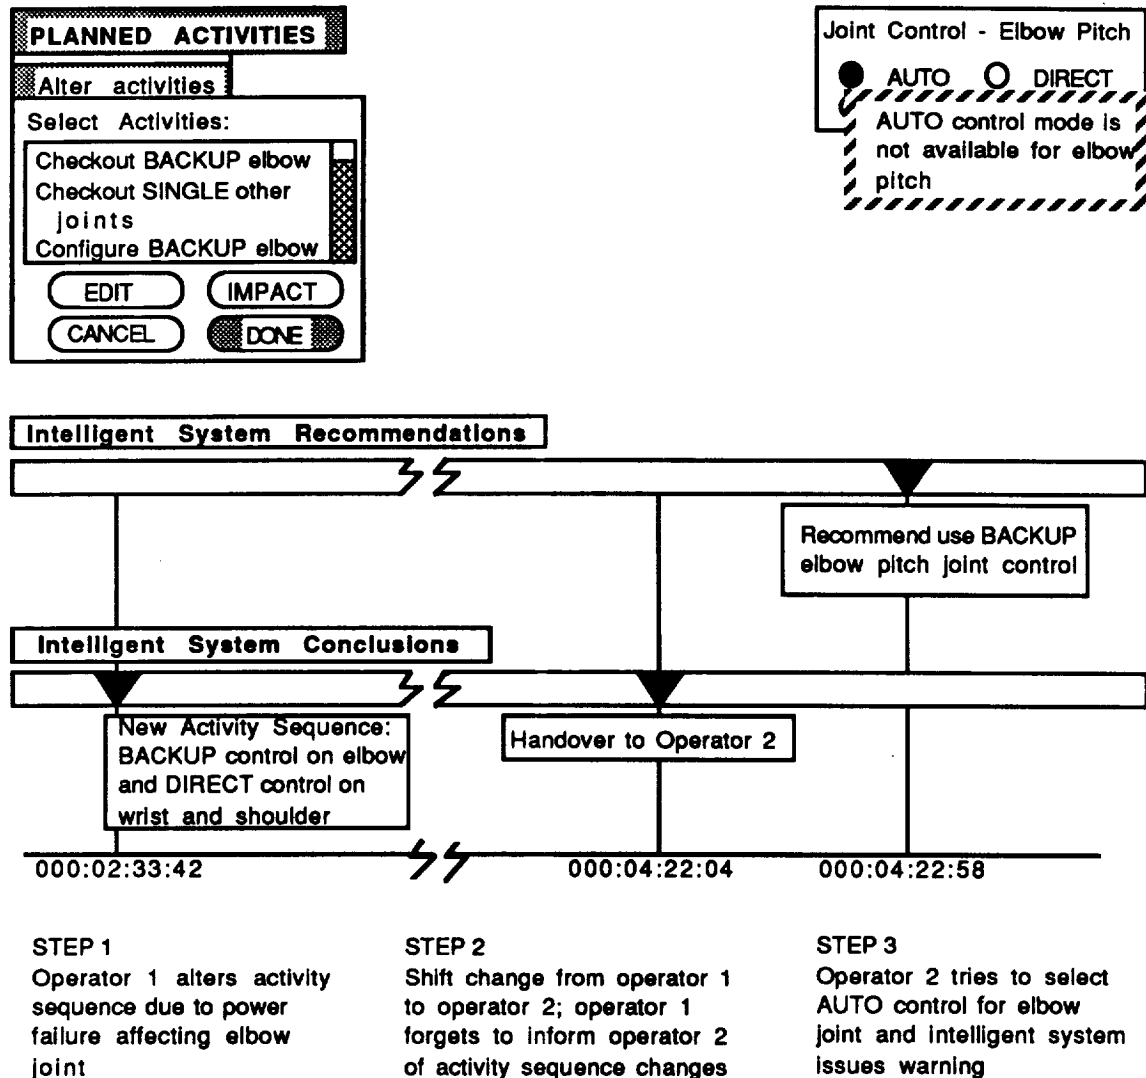 PLANNED ACTIVITIES
Alter activities
Select Activities:
Checkout BACKUP elbow
Checkout SINGLE other
joints
Configure BACKUP elbow
EDIT
IMPACT
CANCEL
DONE
Joint Control - Elbow Pitch
AUTO
DIRECT
AUTO control mode is
not available for elbow
pitch
Intelligent System Recommendations
Recommend use BACKUP
elbow pitch joint control
Intelligent System Conclusions
New Activity Sequence:
BACKUP control on elbow
and DIRECT control on
wrist and shoulder
Handover to Operator 2
000:02:33:42
000:04:22:04
000:04:22:58
STEP 1
Operator 1 alters activity
sequence due to power
failure affecting elbow
joint
STEP 2
Shift change from operator 1
to operator 2; operator 1
forgets to inform operator 2
of activity sequence changes
STEP 3
Operator 2 tries to select
AUTO control for elbow
joint and intelligent system
issues warning